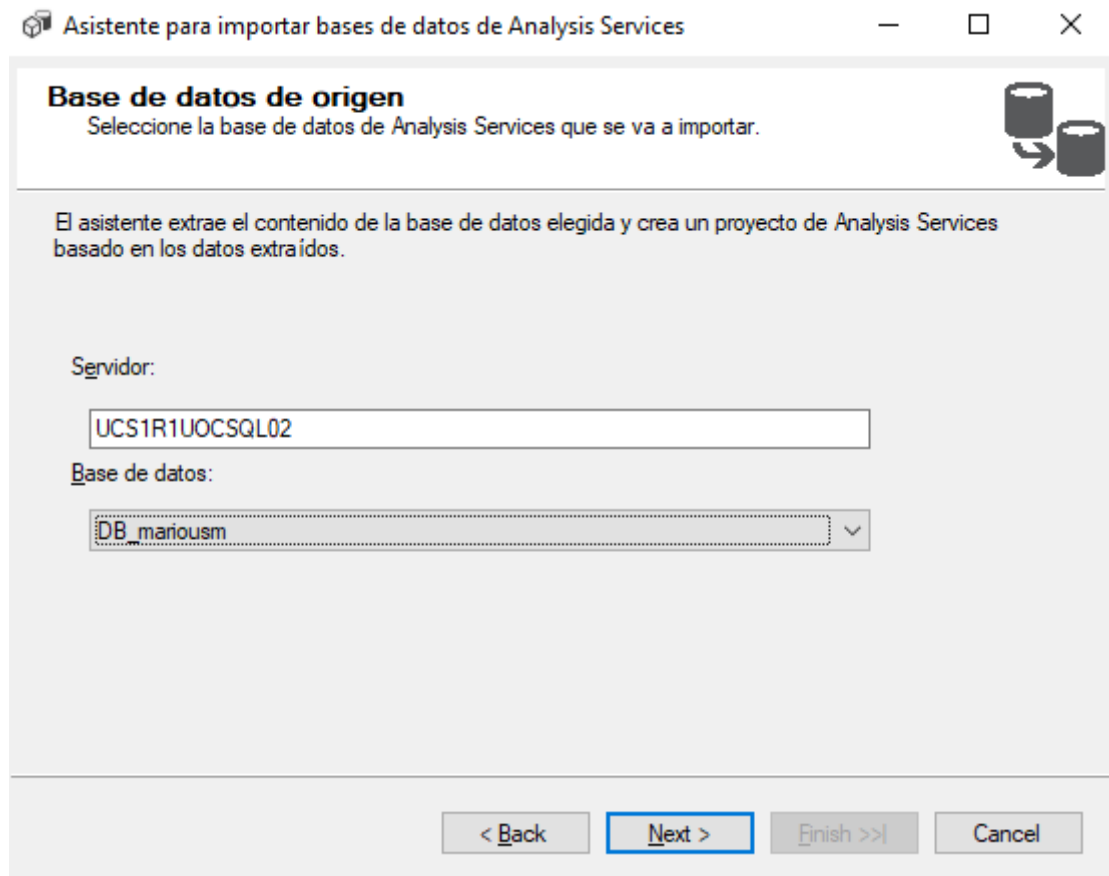 Asistente para importar bases de datos de Analysis Services
Base de datos de origen
Seleccione la base de datos de Analysis Services que se va a importar.
El asistente extrae el contenido de la base de datos elegida y crea un proyecto de Analysis Services
basado en los datos extraídos.
Servidor:
UCS1R1UOCSQL02
Base de datos:
DB_mariousm
< Back Next > Finish >>| Cancel